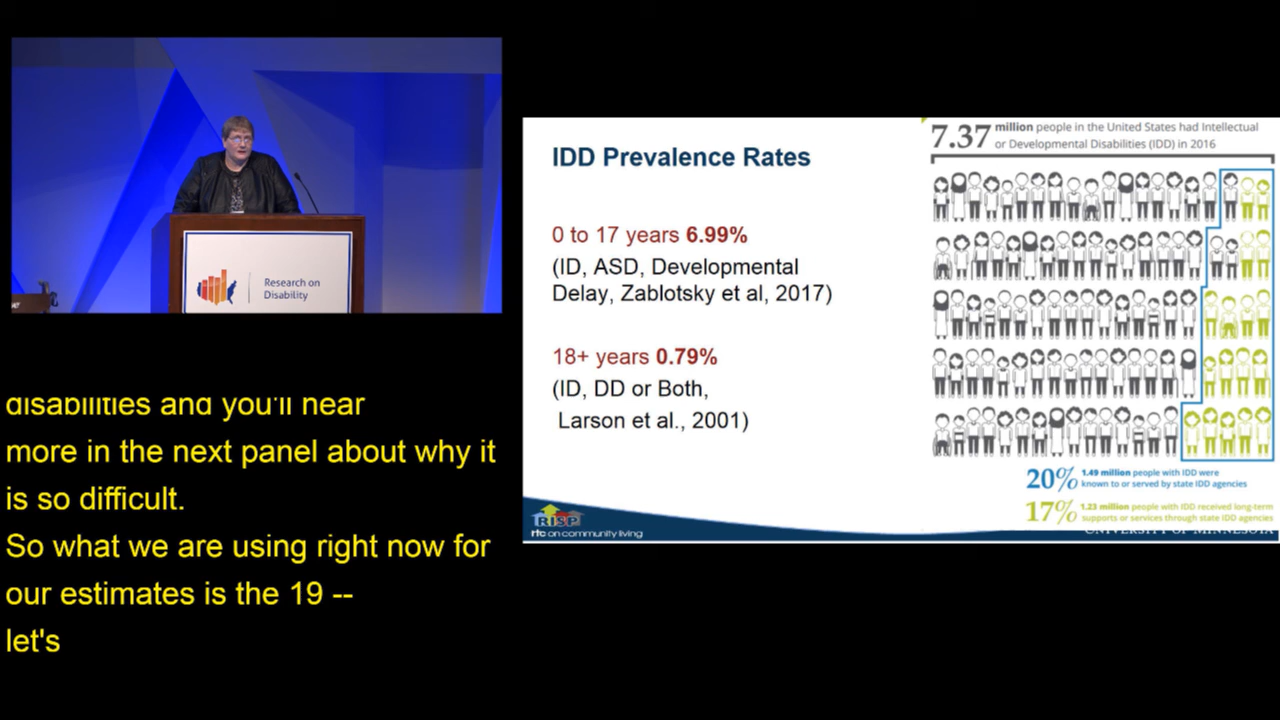 Research on
Disability
disabilities and you'll hear
more in the next panel about why it
is so difficult.
So what we are using right now for
our estimates is the 19 --
let's
IDD Prevalence Rates
0 to 17 years 6.99%
(ID, ASD, Developmental
Delay, Zablotsky et al, 2017)
18+ years 0.79%
(ID, DD or Both,
Larson et al., 2001)
7.37 million people in the United States had Intellectual
or Developmental Disabilities (IDD) in 2016
20% 1.49 million people with IDD were
known to or served by state IDD agencies
17% 1.23 million people with IDD received long-term
supports or services through state IDD agencies
RISP
rtc on community living
UNIVERSITY OF MINNESOTA